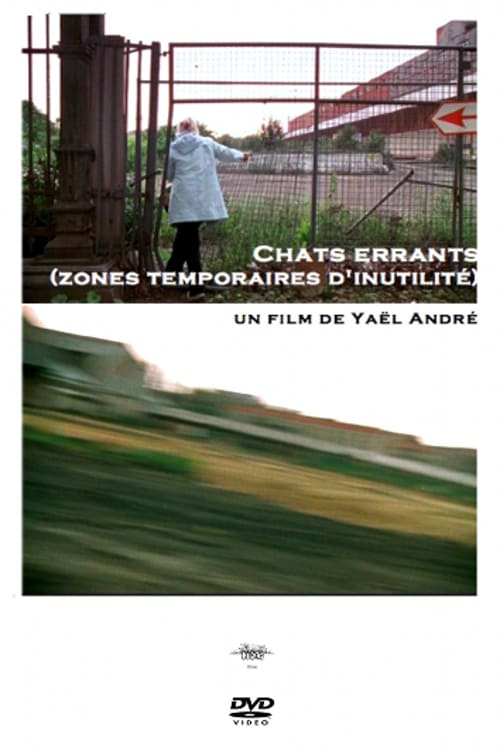 Chats errants
(zones temporaires d'inutilité)
un film de Yaël André
DVD
VIDEO